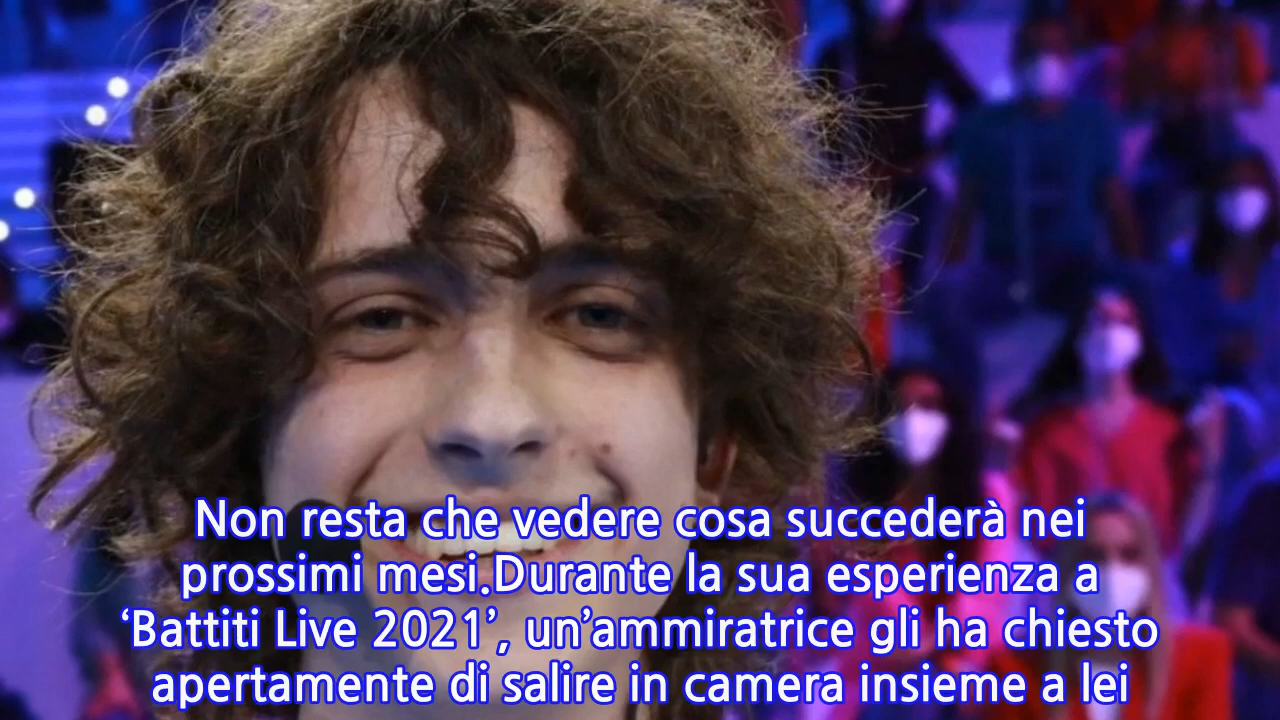 Non resta che vedere cosa succederà nei
prossimi mesi.Durante la sua esperienza a
‘Battiti Live 2021’, un’ammiratrice gli ha chiesto
apertamente di salire in camera insieme a lei